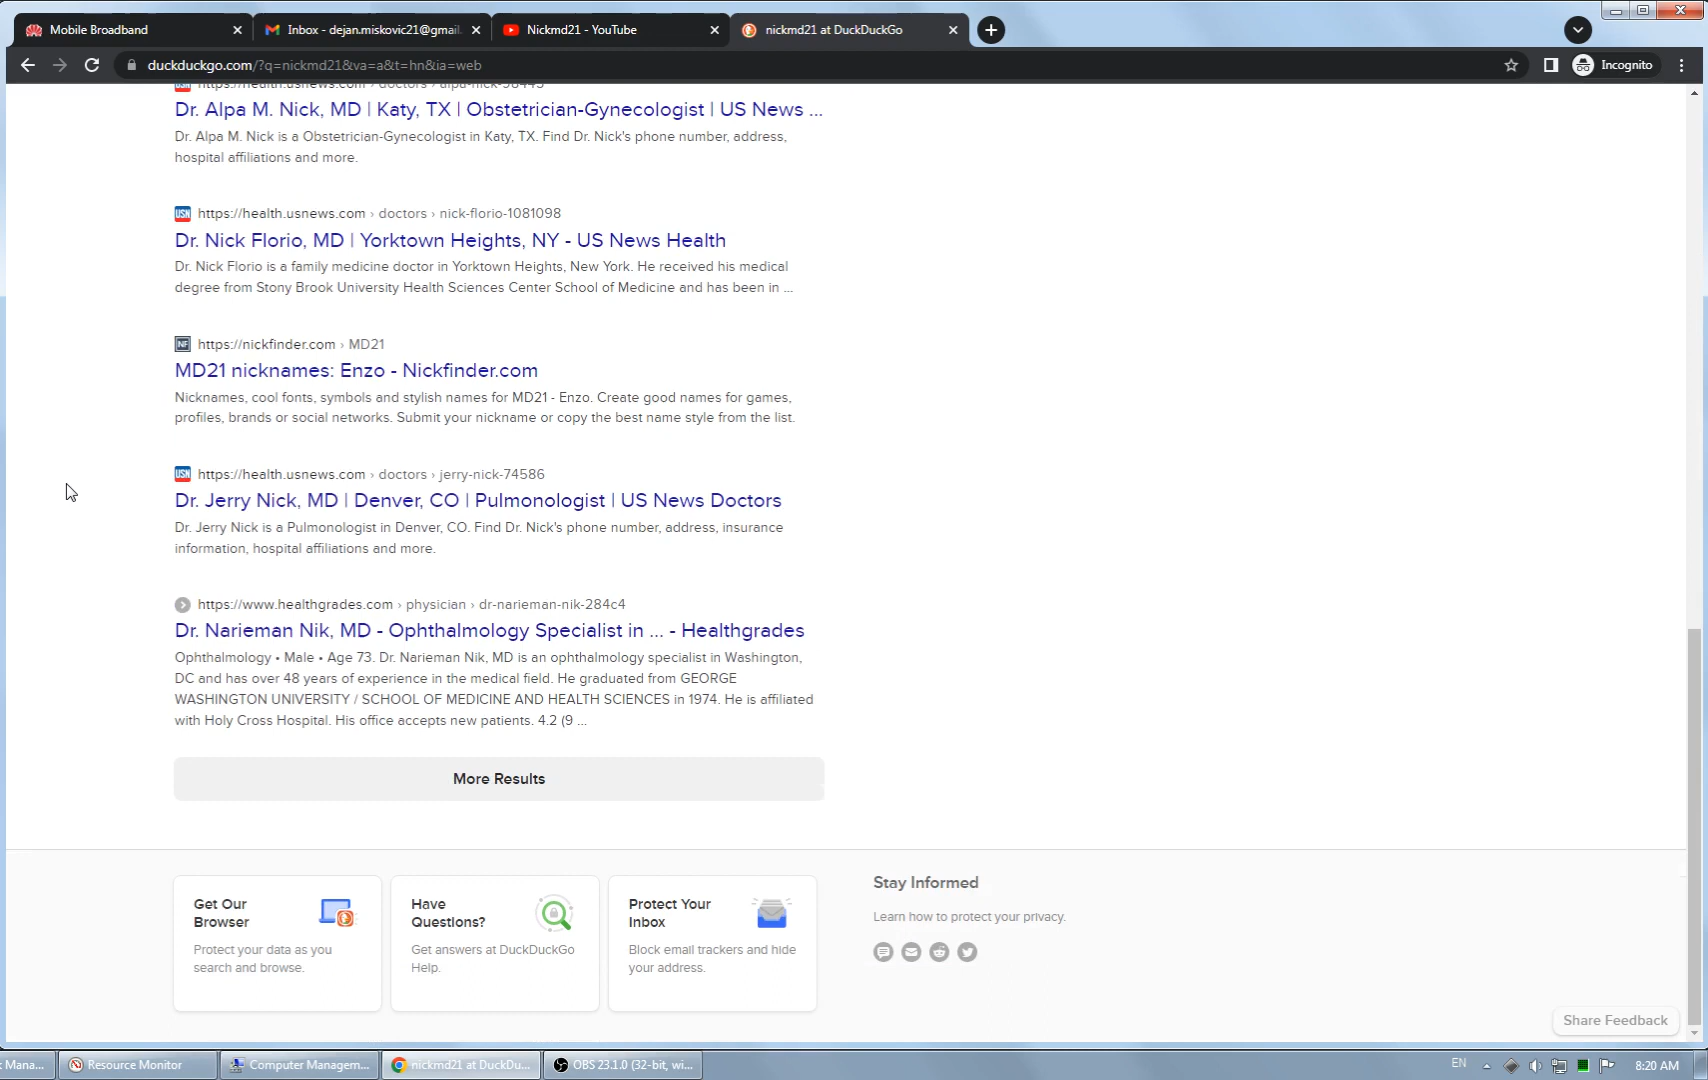 Mobile Broadband
Inbox - dejan.miskovic21@gmail.
Nickmd21 - YouTube
nickmd21 at DuckDuckGo
duckduckgo.com/?q=nickmd21&va=a&t=hn&ia=web
Incognito
https://health.usnews.com › doctors › alpa-nick-98445
Dr. Alpa M. Nick, MD | Katy, TX | Obstetrician-Gynecologist | US News ...
Dr. Alpa M. Nick is a Obstetrician-Gynecologist in Katy, TX. Find Dr. Nick's phone number, address,
hospital affiliations and more.
USN https://health.usnews.com › doctors › nick-florio-1081098
Dr. Nick Florio, MD | Yorktown Heights, NY - US News Health
Dr. Nick Florio is a family medicine doctor in Yorktown Heights, New York. He received his medical
degree from Stony Brook University Health Sciences Center School of Medicine and has been in ...
NF https://nickfinder.com › MD21
MD21 nicknames: Enzo - Nickfinder.com
Nicknames, cool fonts, symbols and stylish names for MD21 - Enzo. Create good names for games,
profiles, brands or social networks. Submit your nickname or copy the best name style from the list.
USN https://health.usnews.com › doctors › jerry-nick-74586
Dr. Jerry Nick, MD | Denver, CO | Pulmonologist | US News Doctors
Dr. Jerry Nick is a Pulmonologist in Denver, CO. Find Dr. Nick's phone number, address, insurance
information, hospital affiliations and more.
https://www.healthgrades.com › physician › dr-narieman-nik-284c4
Dr. Narieman Nik, MD - Ophthalmology Specialist in ... - Healthgrades
Ophthalmology • Male • Age 73. Dr. Narieman Nik, MD is an ophthalmology specialist in Washington,
DC and has over 48 years of experience in the medical field. He graduated from GEORGE
WASHINGTON UNIVERSITY / SCHOOL OF MEDICINE AND HEALTH SCIENCES in 1974. He is affiliated
with Holy Cross Hospital. His office accepts new patients. 4.2 (9 ...
More Results
Get Our
Browser
Protect your data as you
search and browse.
Have
Questions?
Get answers at DuckDuckGo
Help.
Protect Your
Inbox
Block email trackers and hide
your address.
Stay Informed
Learn how to protect your privacy.
Share Feedback
Mana...
Resource Monitor
Computer Managem...
nickmd21 at DuckDu...
OBS 23.1.0 (32-bit, wi...
EN
8:20 AM